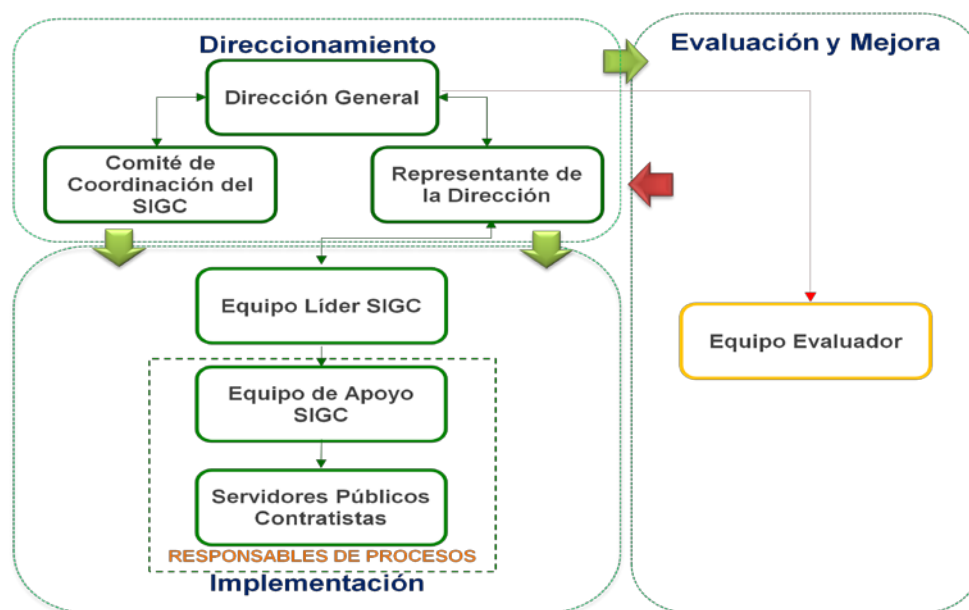 Direccionamiento
Evaluación y Mejora
Dirección General
Comité de
Coordinación del
SIGC
Representante de
la Dirección
Equipo Líder SIGC
Equipo Evaluador
Equipo de Apoyo
SIGC
Servidores Públicos
Contratistas
RESPONSABLES DE PROCESOS
Implementación